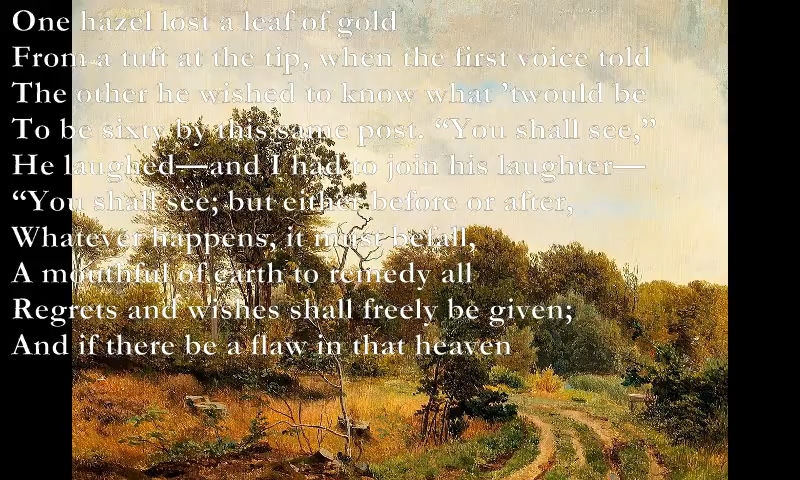 One hazel lost a leaf of gold
From a tuft at the tip, when the first voice told
The other he wished to know what ’twould be
To be sixty by this same post. “You shall see,”
He laughed—and I had to join his laughter—
“You shall see; but either before or after,
Whatever happens, it must befall,
A mouthful of earth to remedy all
Regrets and wishes shall freely be given;
And if there be a flaw in that heaven